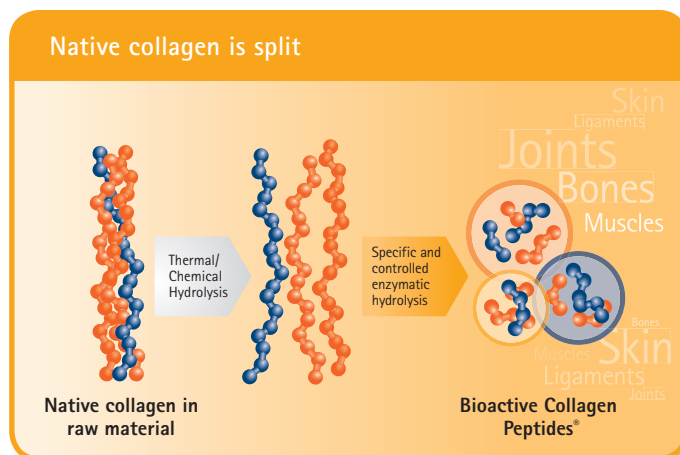 Native collagen is split
Skin
Ligaments
Joints
Bones
Muscles
Thermal/
Chemical
Hydrolysis
Specific and
controlled
enzymatic
hydrolysis
Bones
Muscles
Skin
Ligaments
Joints
Native collagen in
raw material
Bioactive Collagen
Peptides®